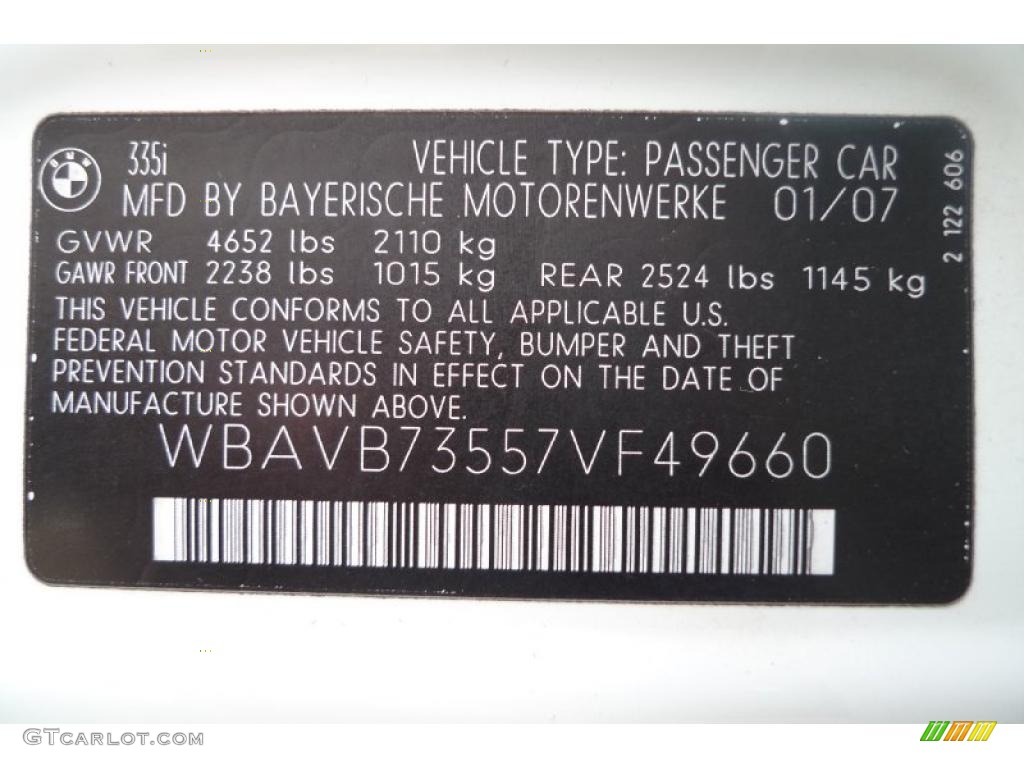 335i VEHICLE TYPE: PASSENGER CAR
MFD BY BAYERISCHE MOTORENWERKE 01/07
GVWR 4652 lbs 2110 kg
GAWR FRONT 2238 lbs 1015 kg REAR 2524 lbs 1145 kg
THIS VEHICLE CONFORMS TO ALL APPLICABLE U.S.
FEDERAL MOTOR VEHICLE SAFETY, BUMPER AND THEFT
PREVENTION STANDARDS IN EFFECT ON THE DATE OF
MANUFACTURE SHOWN ABOVE.
WBAVB73557VF49660
2 122 606
BMW
GTCARLOT.COM